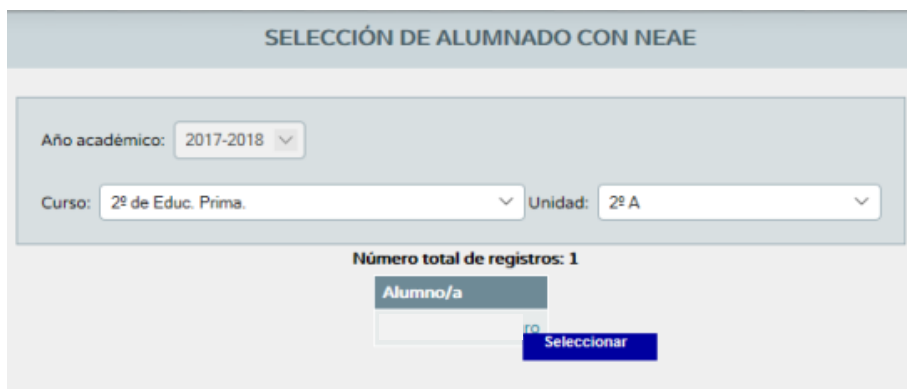 SELECCIÓN DE ALUMNADO CON NEAE
Año académico: 2017-2018
Curso: 2º de Educ. Prima. Unidad: 2º A
Número total de registros: 1
Alumno/a
ro
Seleccionar